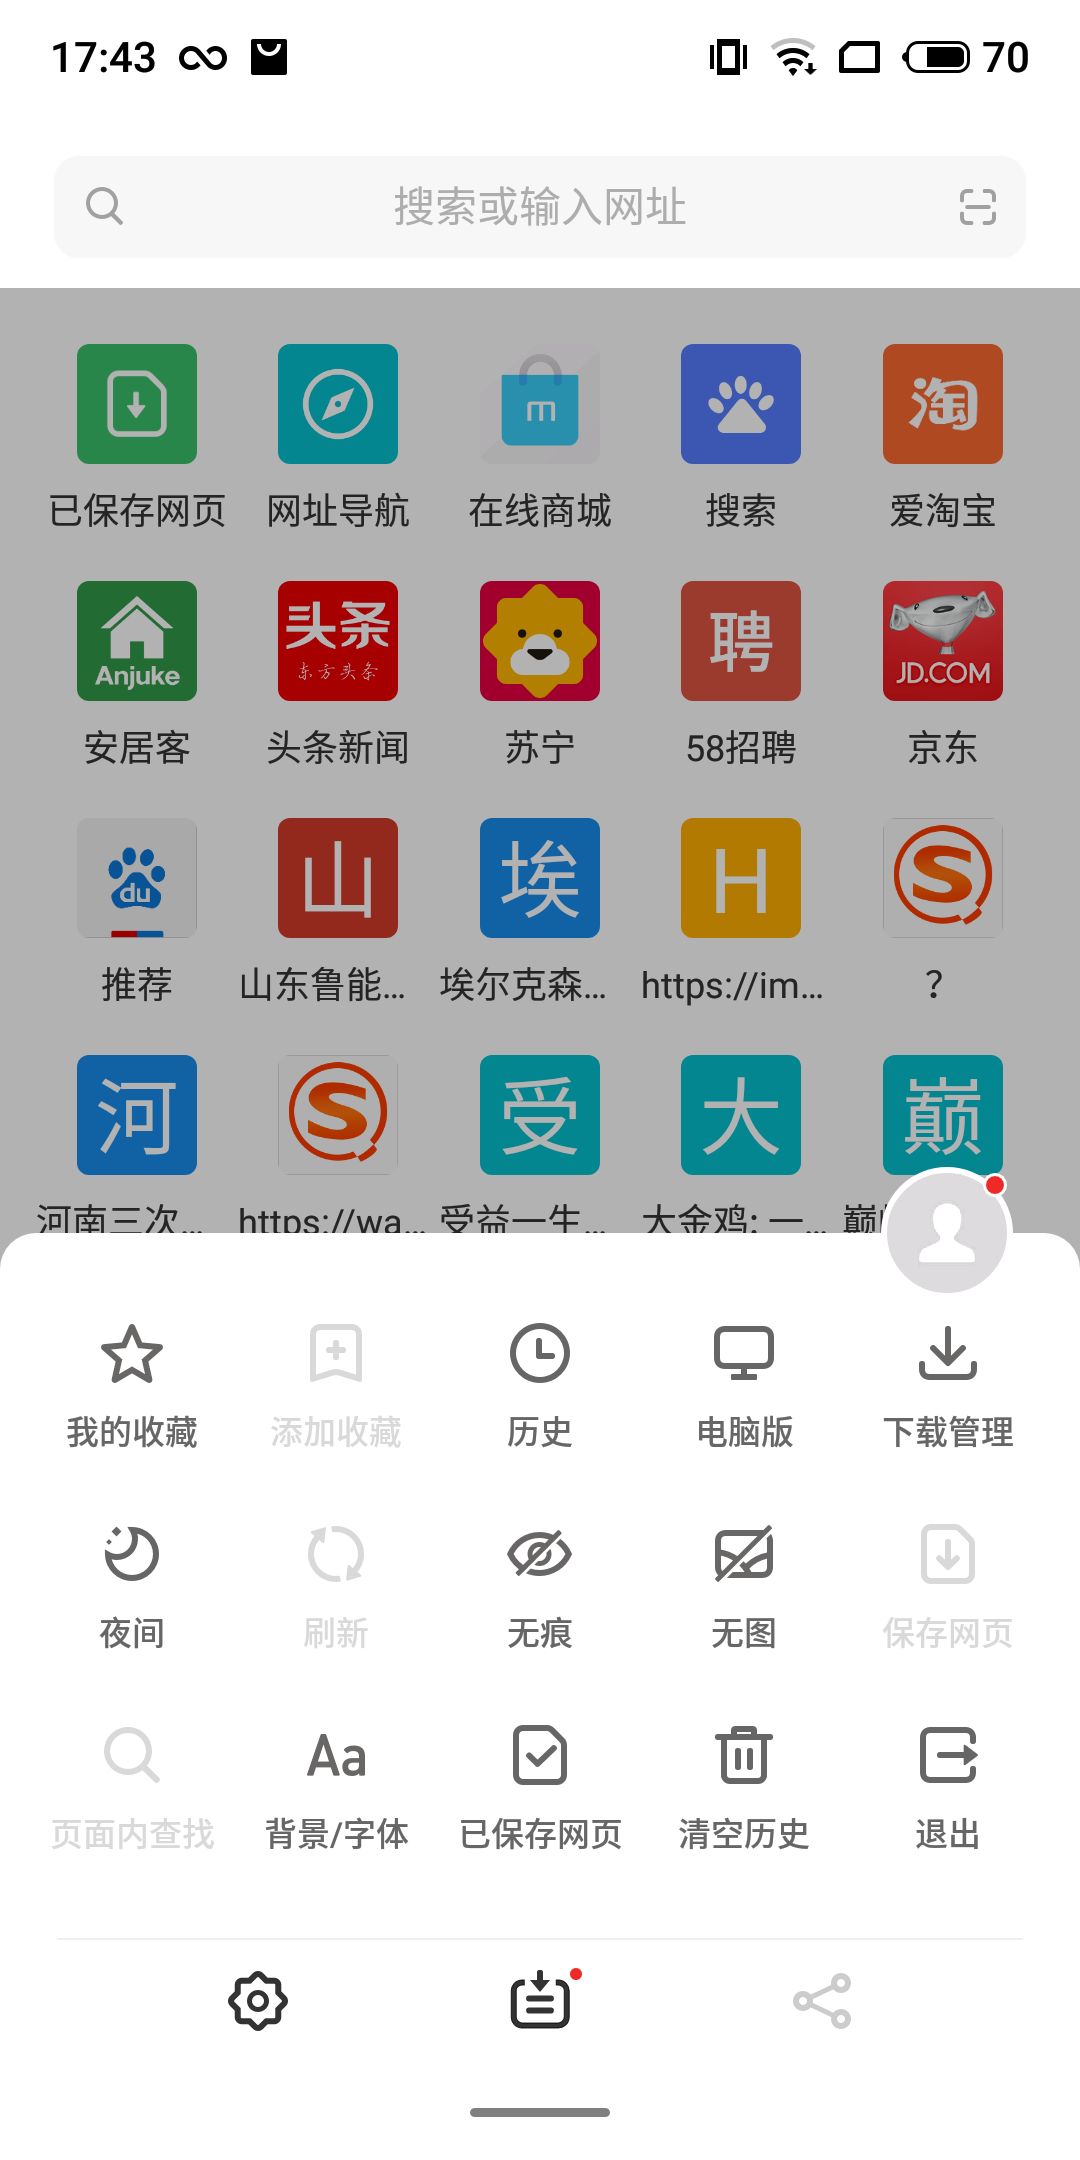 17:43
70
搜索或输入网址
m
淘
已保存网页 网址导航 在线商城 搜索 爱淘宝
Anjuke
头条
东方头条
聘
JD.COM
安居客 头条新闻 苏宁 58招聘 京东
du
山 埃 H S
推荐 山东鲁能... 埃尔克森... https://im... ?
河 S 受 大 巅
河南三次... https://wa... 受益一生... 大金鸡: 一... 巅
我的收藏 添加收藏 历史 电脑版 下载管理
夜间 刷新 无痕 无图 保存网页
Aa
页面内查找 背景/字体 已保存网页 清空历史 退出